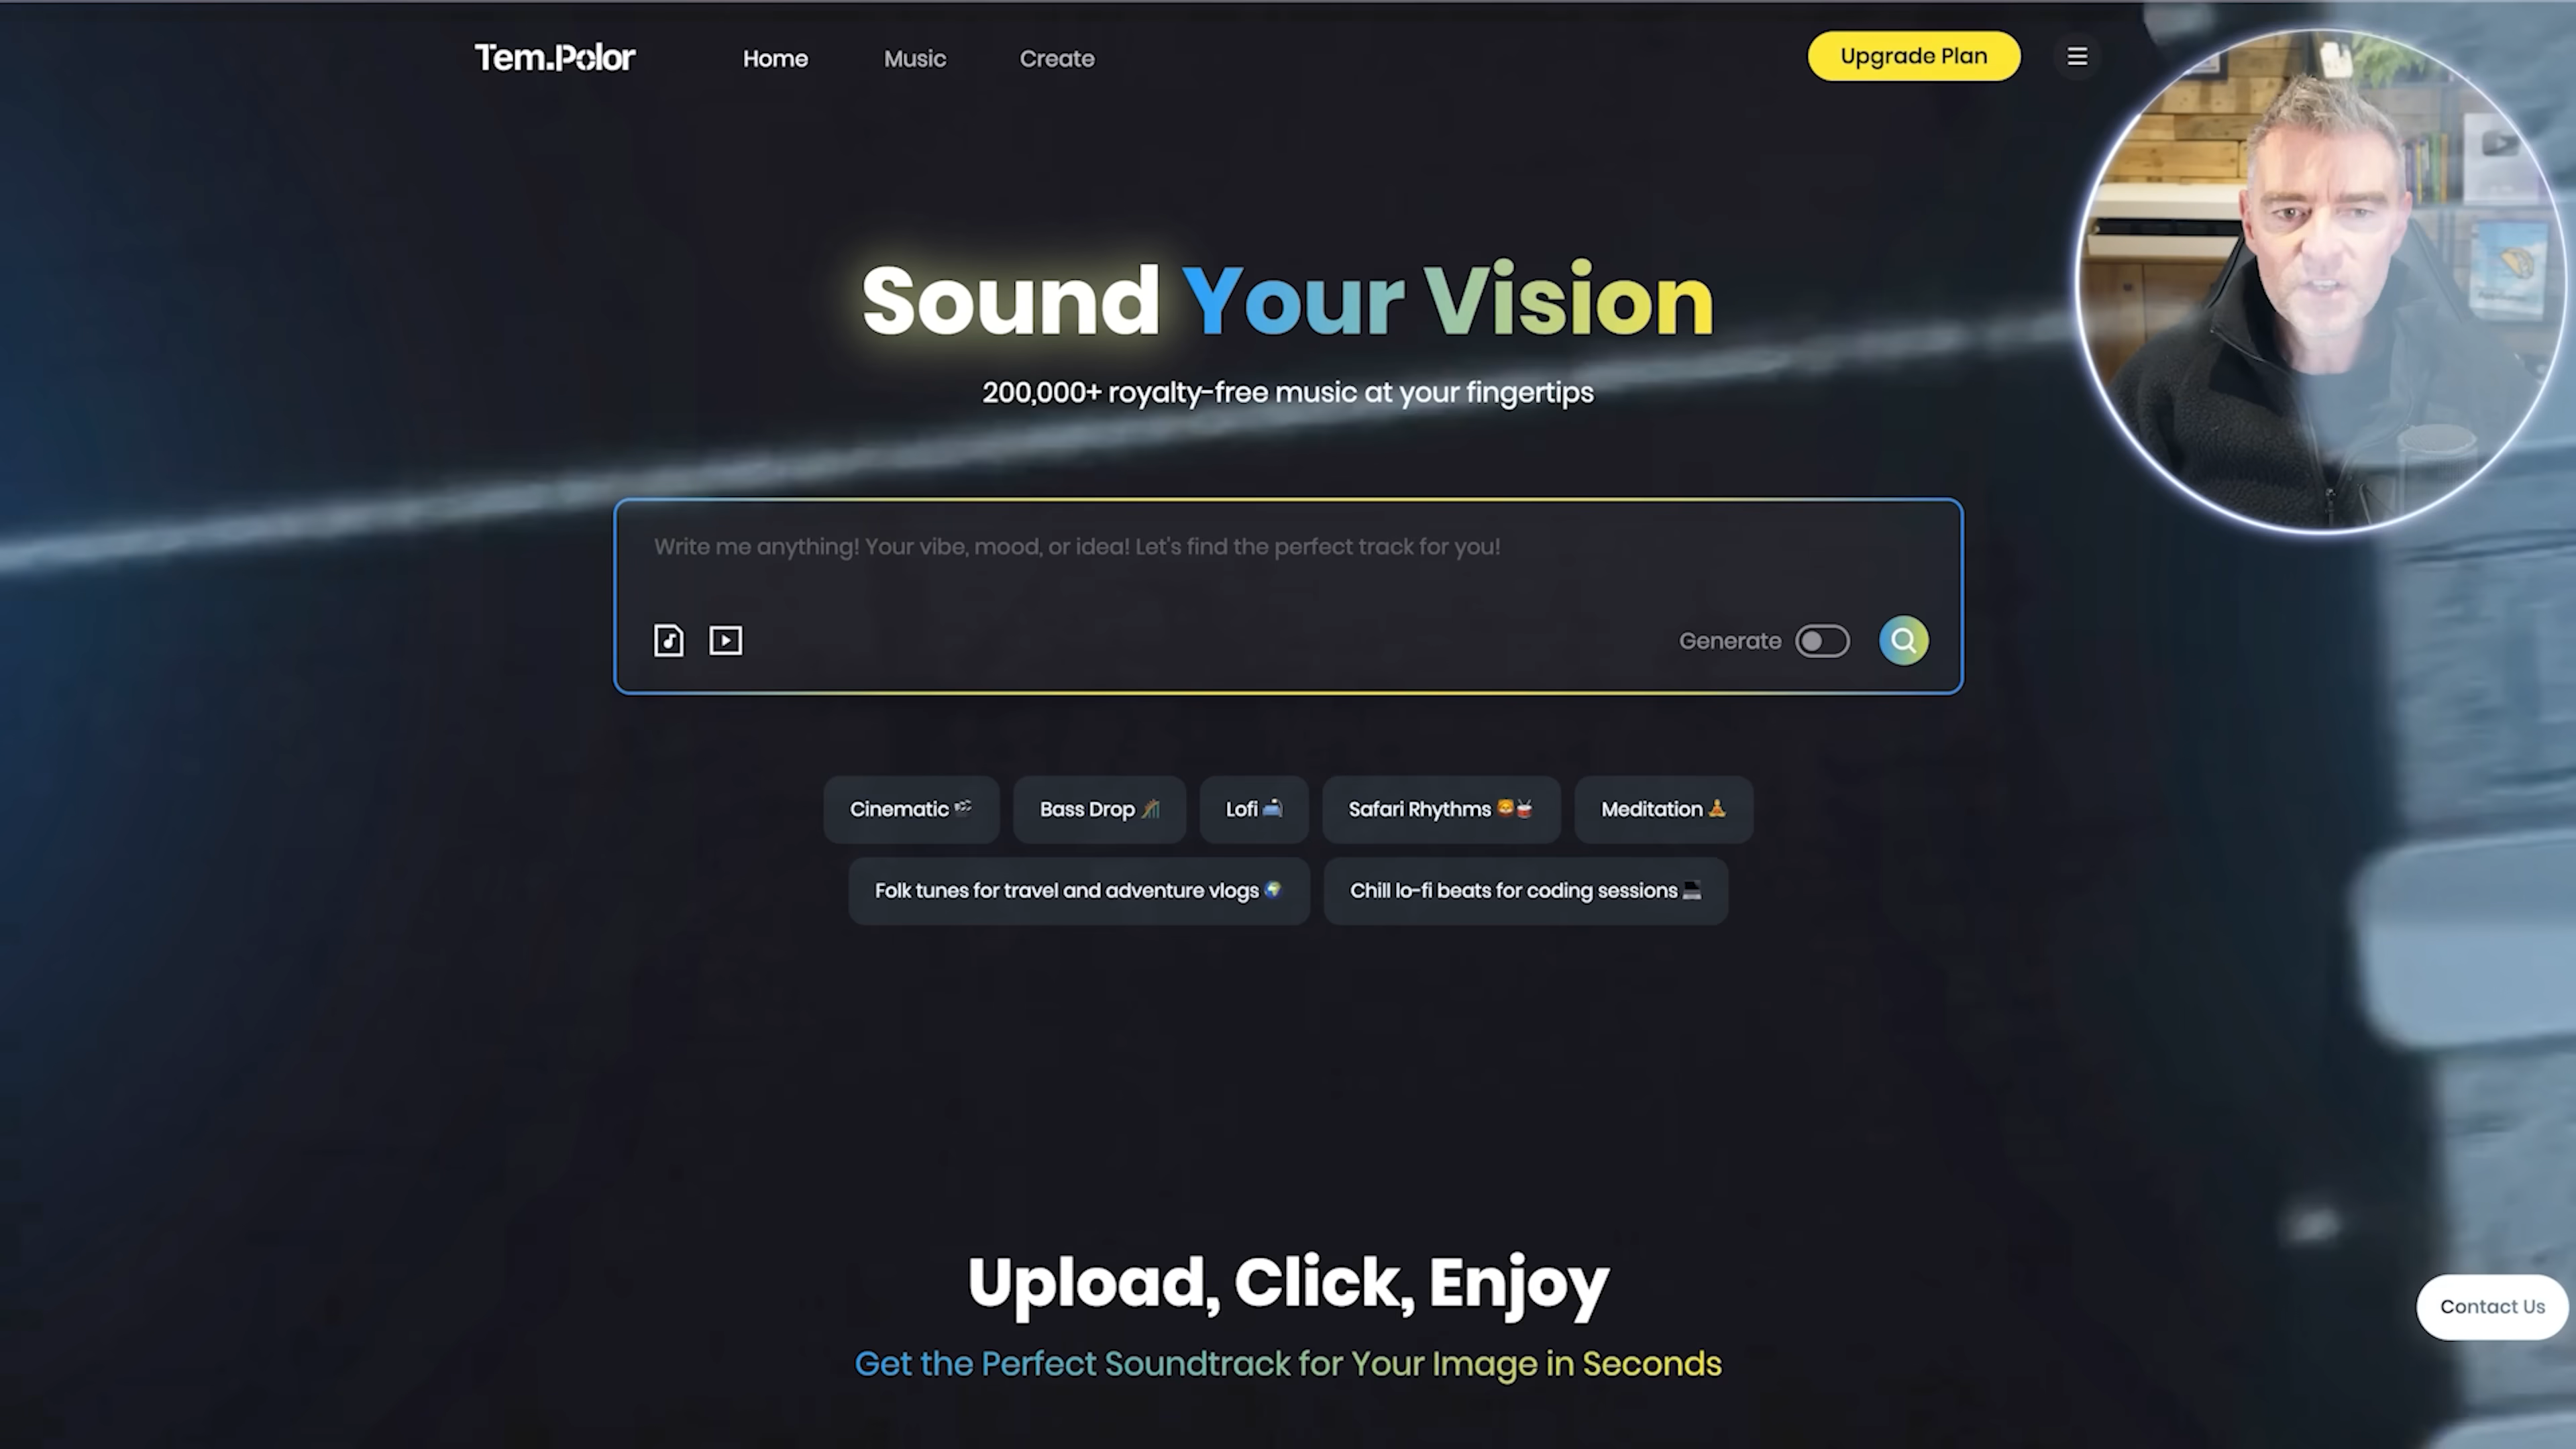 Tem.Polor
Home
Music
Create
Upgrade Plan
Sound Your Vision
200,000+ royalty-free music at your fingertips
Write me anything! Your vibe, mood, or idea! Let's find the perfect track for you!
Generate
Cinematic
Bass Drop
Lofi
Safari Rhythms
Meditation
Folk tunes for travel and adventure vlogs
Chill lo-fi beats for coding sessions
Upload, Click, Enjoy
Get the Perfect Soundtrack for Your Image in Seconds
Contact Us